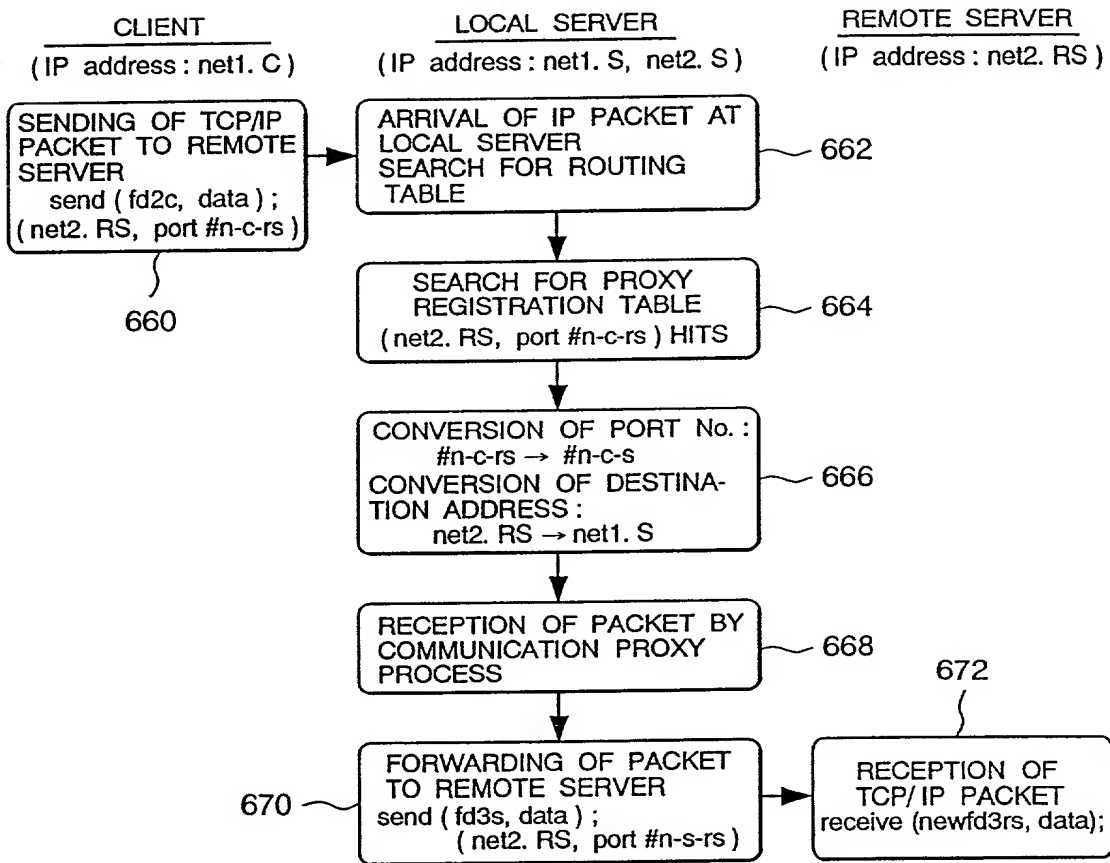 CLIENT
(IP address : net1. C)
LOCAL SERVER
(IP address : net1. S, net2. S)
REMOTE SERVER
(IP address : net2. RS)
SENDING OF TCP/IP
PACKET TO REMOTE
SERVER
send (fd2c, data) ;
(net2. RS, port #n-c-rs)
660
ARRIVAL OF IP PACKET AT
LOCAL SERVER
SEARCH FOR ROUTING
TABLE
662
SEARCH FOR PROXY
REGISTRATION TABLE
(net2. RS, port #n-c-rs) HITS
664
CONVERSION OF PORT No. :
#n-c-rs → #n-c-s
CONVERSION OF DESTINA-
TION ADDRESS :
net2. RS → net1. S
666
RECEPTION OF PACKET BY
COMMUNICATION PROXY
PROCESS
668
FORWARDING OF PACKET
TO REMOTE SERVER
send (fd3s, data) ;
(net2. RS, port #n-s-rs)
670
672
RECEPTION OF
TCP/ IP PACKET
receive (newfd3rs, data);